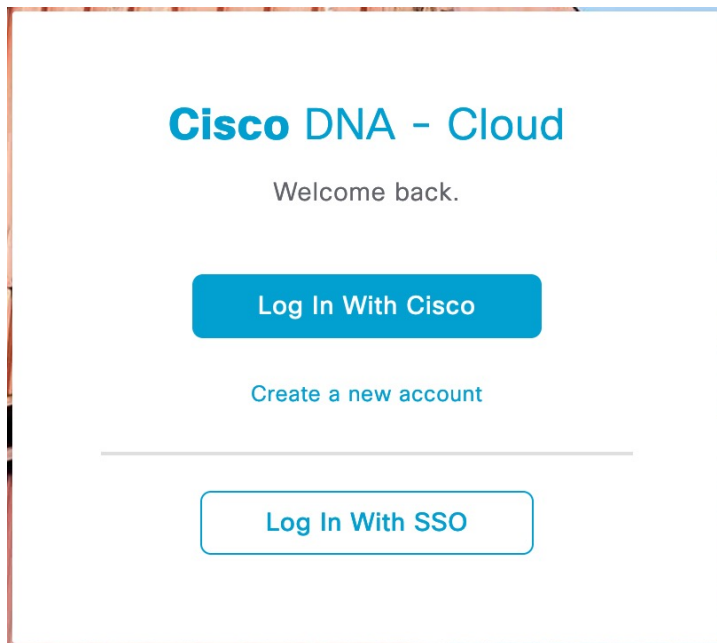 Cisco DNA - Cloud
Welcome back.
Log In With Cisco
Create a new account
Log In With SSO